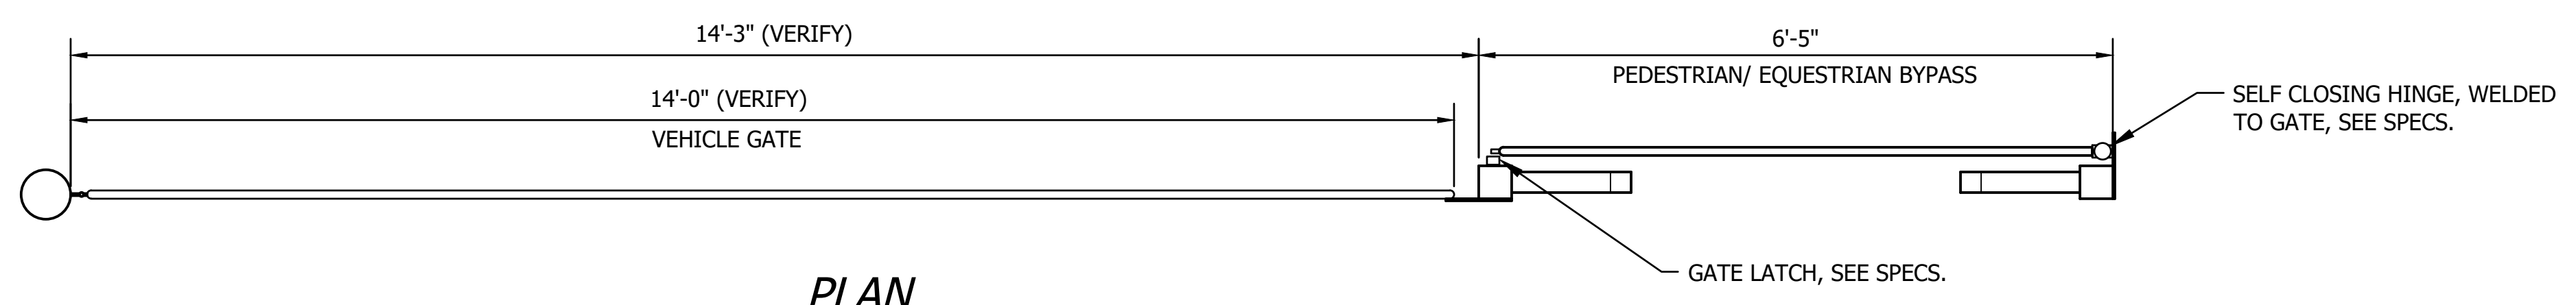 14'-3" (VERIFY)
6'-5"
PEDESTRIAN/ EQUESTRIAN BYPASS
14'-0" (VERIFY)
VEHICLE GATE
SELF CLOSING HINGE, WELDED
TO GATE, SEE SPECS.
GATE LATCH, SEE SPECS.
PLAN